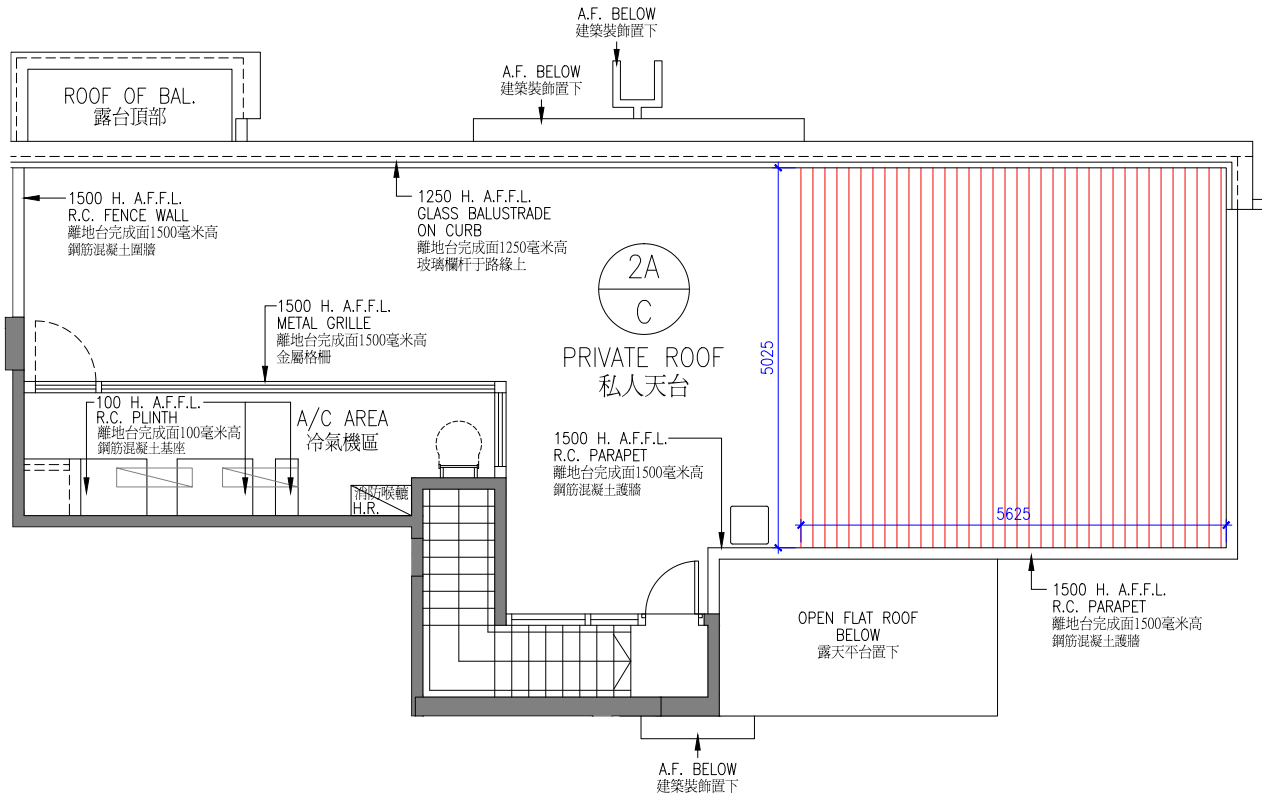 A.F. BELOW
建築裝飾置下
A.F. BELOW
建築裝飾置下
ROOF OF BAL.
露台頂部
1500 H. A.F.F.L.
R.C. FENCE WALL
離地台完成面1500毫米高
鋼筋混凝土圍牆
1250 H. A.F.F.L.
GLASS BALUSTRADE
ON CURB
離地台完成面1250毫米高
玻璃欄杆于路緣上
2A
C
PRIVATE ROOF
私人天台
5025
1500 H. A.F.F.L.
METAL GRILLE
離地台完成面1500毫米高
金屬格柵
100 H. A.F.F.L.
R.C. PLINTH
離地台完成面100毫米高
鋼筋混凝土基座
A/C AREA
冷氣機區
1500 H. A.F.F.L.
R.C. PARAPET
離地台完成面1500毫米高
鋼筋混凝土護牆
消防喉轆
H.R.
5625
OPEN FLAT ROOF
BELOW
露天平台置下
1500 H. A.F.F.L.
R.C. PARAPET
離地台完成面1500毫米高
鋼筋混凝土護牆
A.F. BELOW
建築裝飾置下